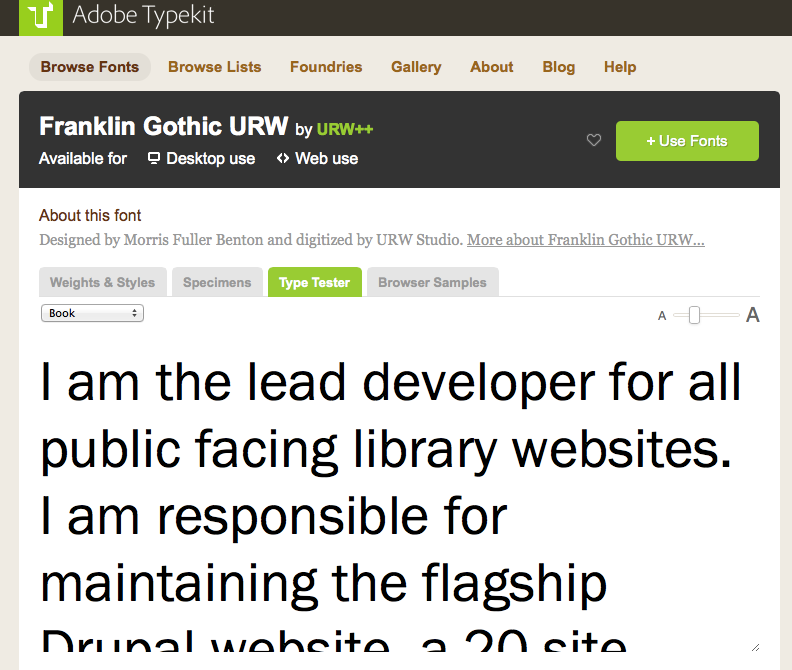 Adobe Typekit
Browse Fonts Browse Lists Foundries Gallery About Blog Help
Franklin Gothic URW by URW++
Available for Desktop use Web use
+ Use Fonts
About this font
Designed by Morris Fuller Benton and digitized by URW Studio. More about Franklin Gothic URW...
Weights & Styles Specimens Type Tester Browser Samples
Book A A
I am the lead developer for all
public facing library websites.
I am responsible for
maintaining the flagship
Drupal website, a 20 site